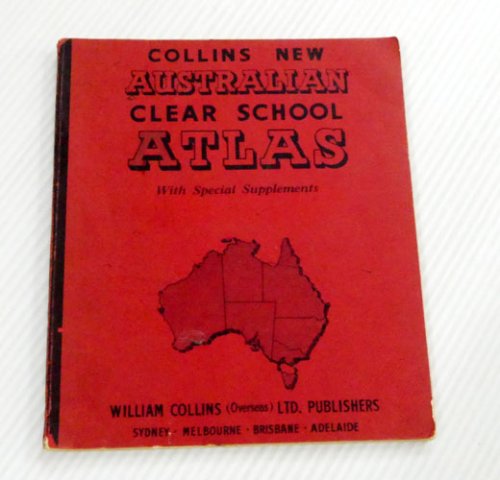 COLLINS NEW
AUSTRALIAN
CLEAR SCHOOL
ATLAS
With Special Supplements
WILLIAM COLLINS (Overseas) LTD. PUBLISHERS
SYDNEY · MELBOURNE · BRISBANE · ADELAIDE